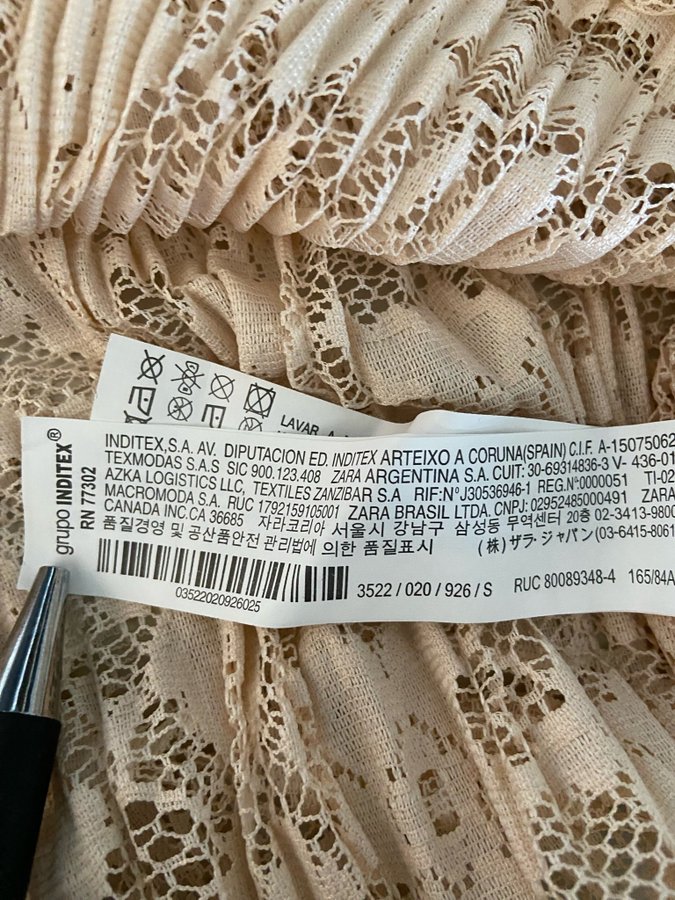 LAVAR A
grupo INDITEX®
RN 77302
INDITEX,S.A. AV. DIPUTACION ED. INDITEX ARTEIXO A CORUÑA(SPAIN) C.I.F. A-15075062
TEXMODAS S.A.S SIC 900.123.408 ZARA ARGENTINA S.A. CUIT: 30-69314836-3 V- 436-01
AZKA LOGISTICS LLC, TEXTILES ZANZIBAR S.A RIF:N°J30536946-1 REG.N°0000051 TI-02
MACROMODA S.A. RUC 1792159105001 ZARA BRASIL LTDA. CNPJ: 02952485000491 ZARA
CANADA INC.CA 36685 자라코리아 서울시 강남구 삼성동 무역센터 20층 02-3413-9800
품질경영 및 공산품안전 관리법에 의한 품질표시 (株) ザラ・ジャパン(03-6415-8061
03522020926025 3522 / 020 / 926 / S RUC 80089348-4 165/84A